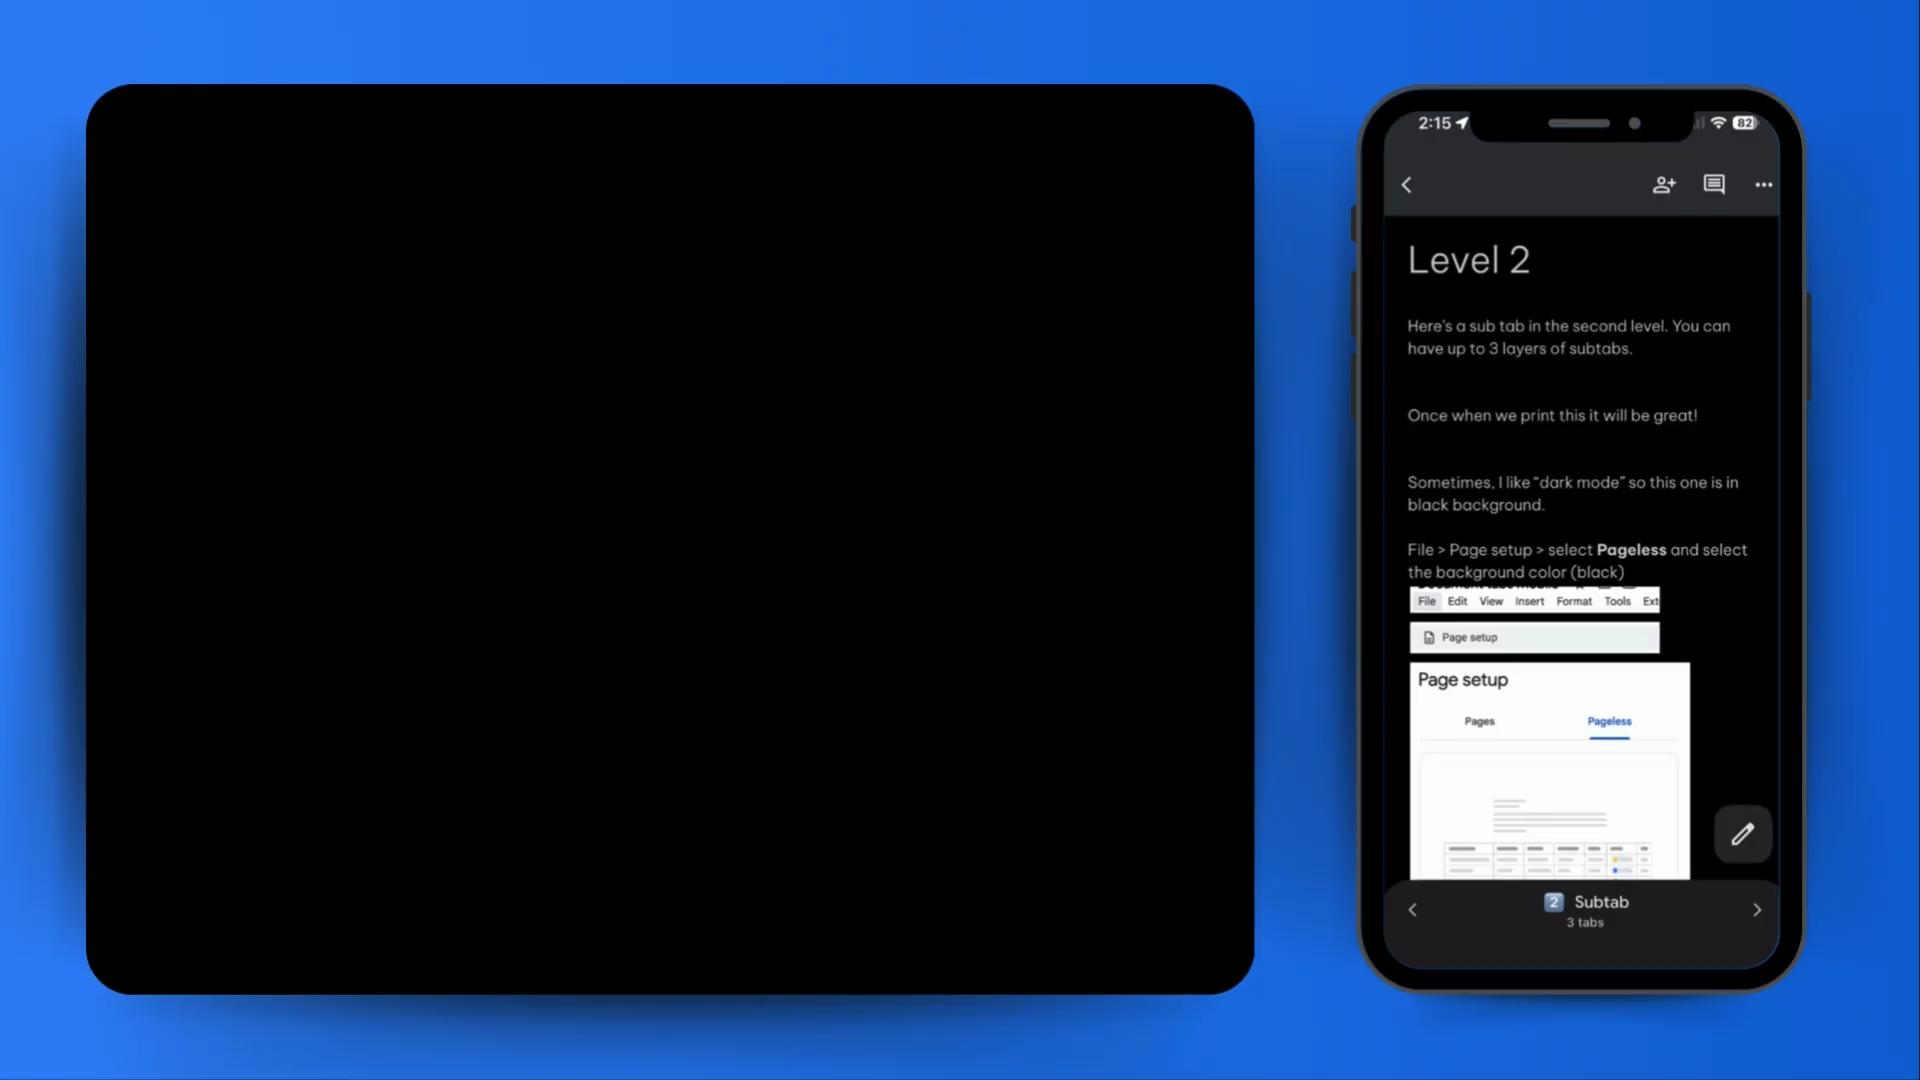 2:15
82
Level 2
Here's a sub tab in the second level. You can
have up to 3 layers of subtabs.
Once when we print this it will be great!
Sometimes, I like “dark mode” so this one is in
black background.
File > Page setup > select Pageless and select
the background color (black)
File Edit View Insert Format Tools Ext
Page setup
Page setup
Pages Pageless
2 Subtab
3 tabs